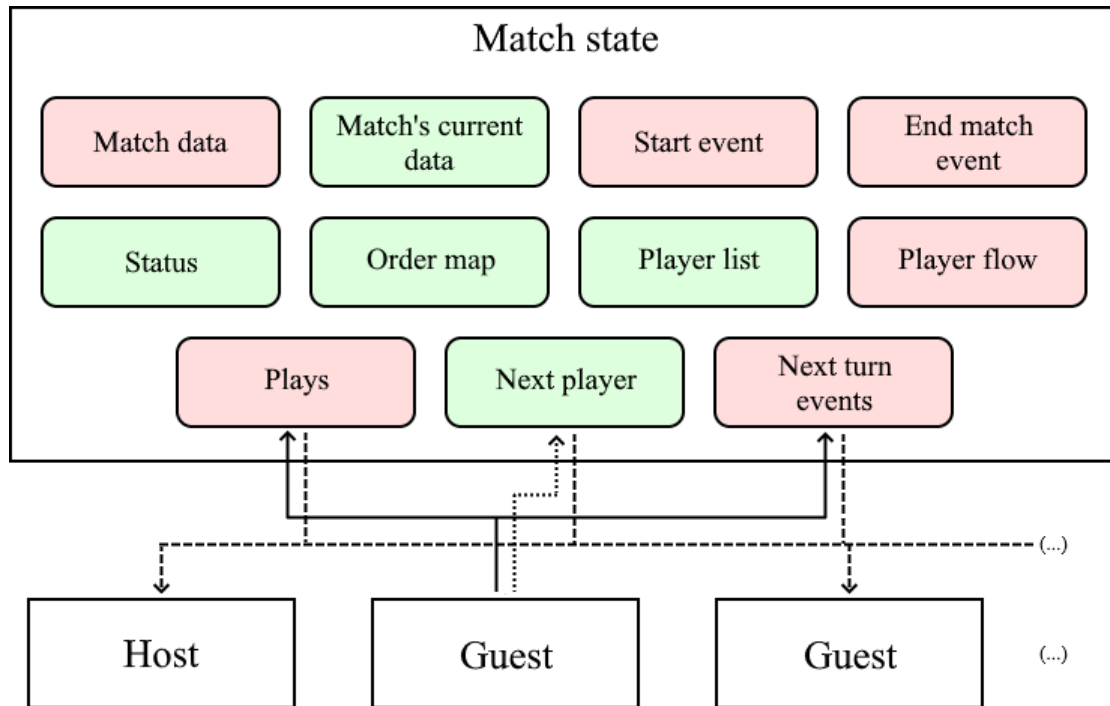 Match state
Match data
Match's current
data
Start event
End match
event
Status
Order map
Player list
Player flow
Plays
Next player
Next turn
events
(...)
Host
Guest
Guest
(...)